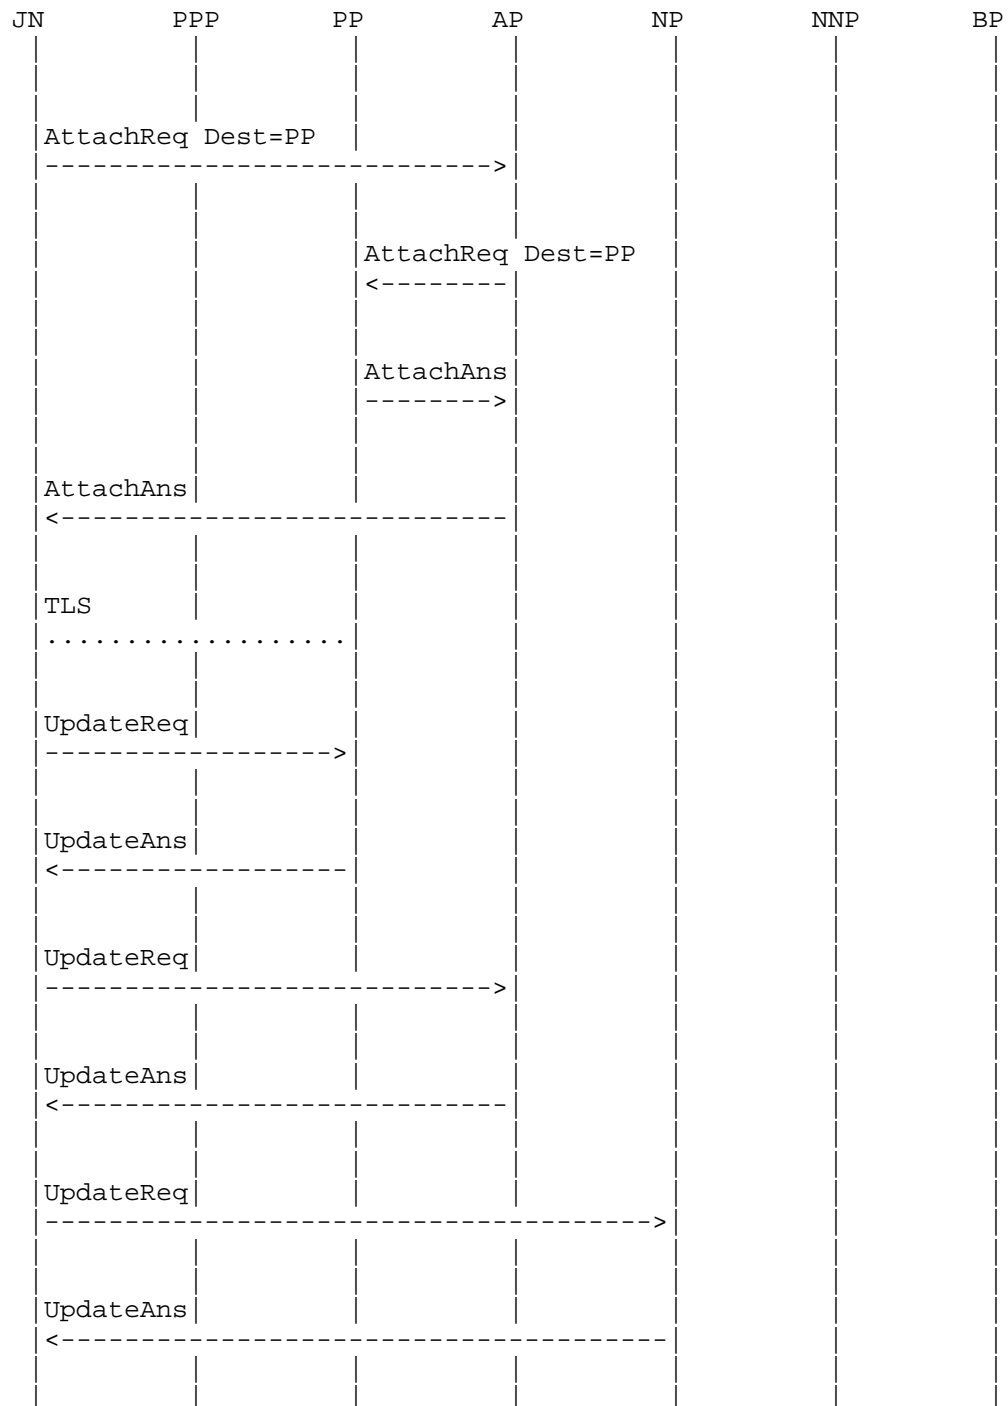 JN PPP PP AP NP NNP BP
AttachReq Dest=PP
AttachReq Dest=PP
AttachAns
AttachAns
TLS
UpdateReq
UpdateAns
UpdateReq
UpdateAns
UpdateReq
UpdateAns